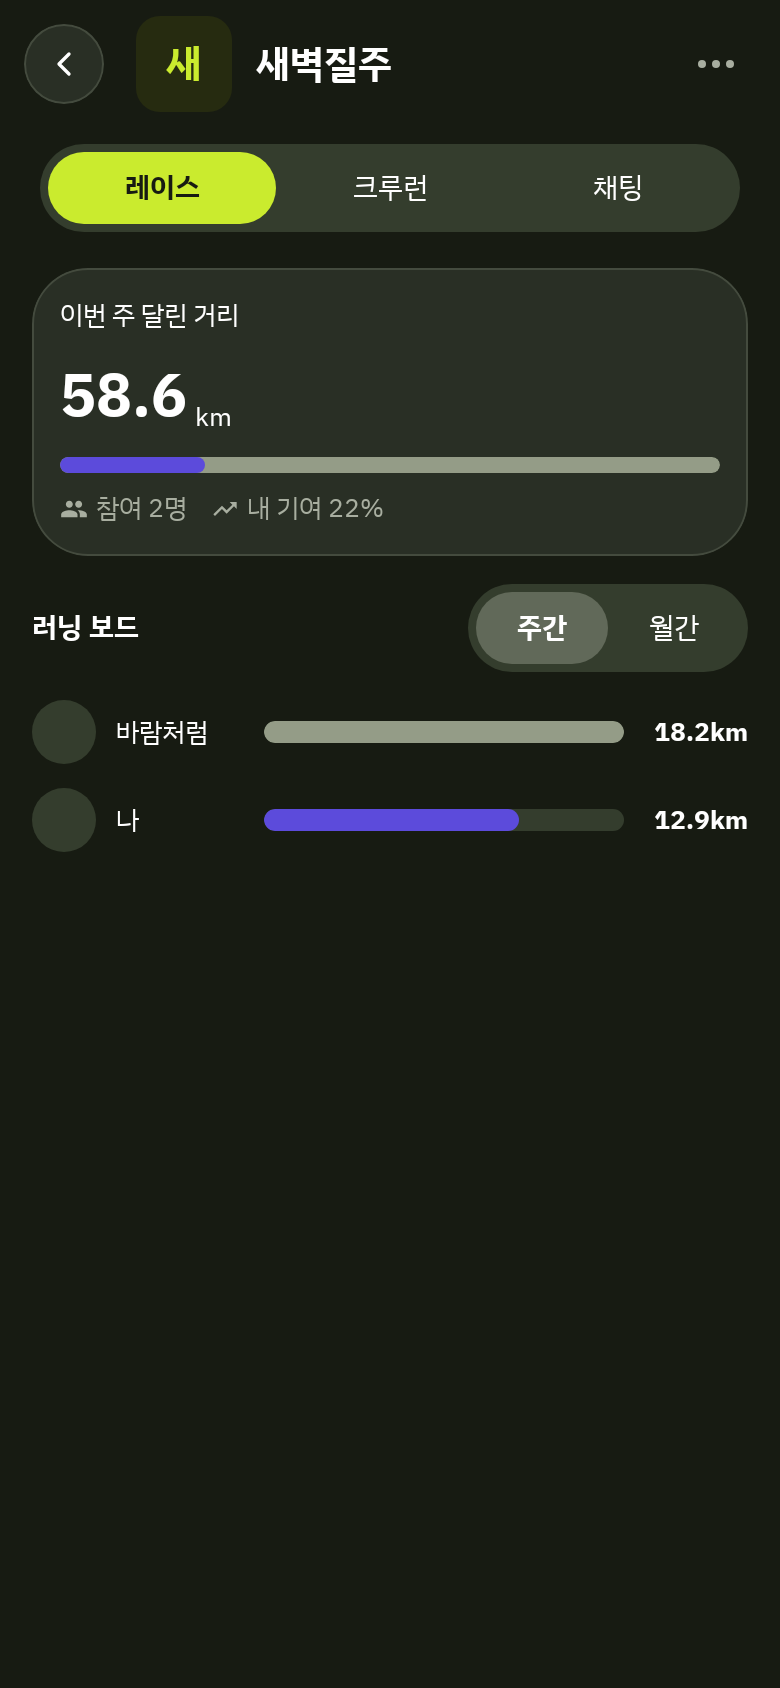 새 새벽질주
레이스 크루런 채팅
이번 주 달린 거리
58.6 km
참여 2명 내 기여 22%
러닝 보드 주간 월간
바람처럼 18.2km
나 12.9km